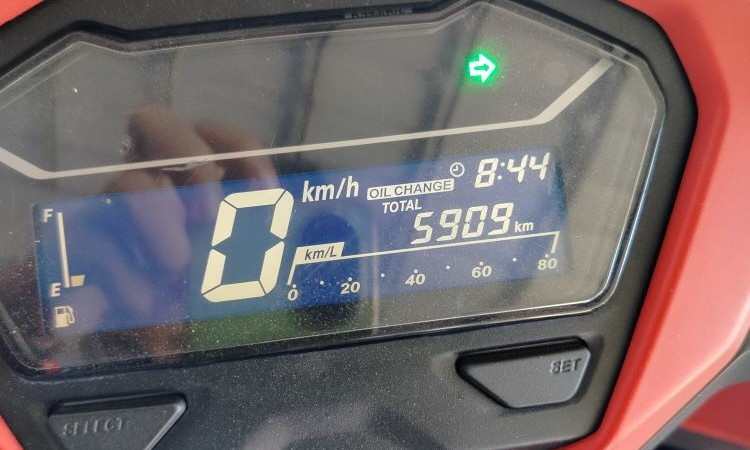 F
E
0 km/h
OIL CHANGE
8:44
TOTAL
5909 km
km/L
0 20 40 60 80
SELECT
SET